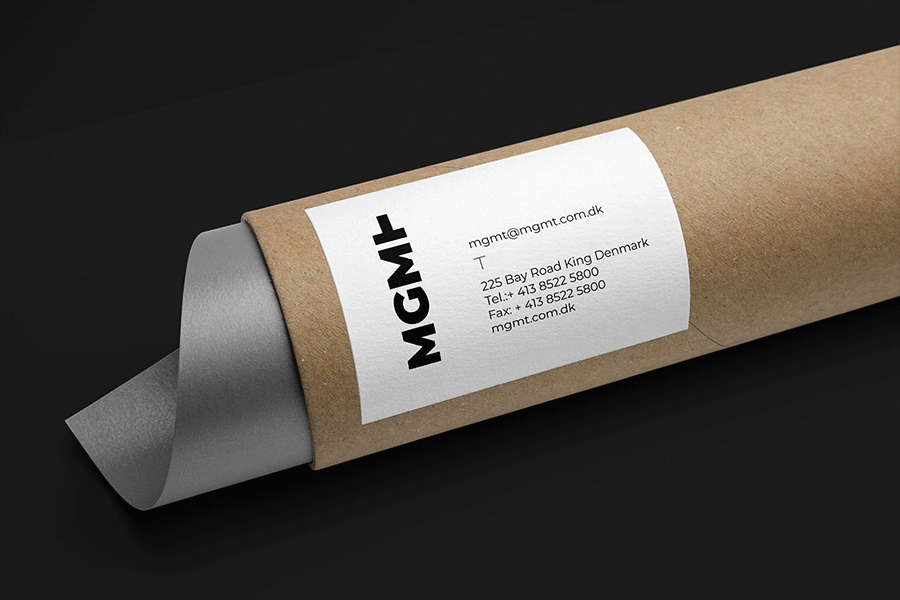 MGMT
mgmt@mgmt.com.dk
T
225 Bay Road King Denmark
Tel.:+ 413 8522 5800
Fax: + 413 8522 5800
mgmt.com.dk